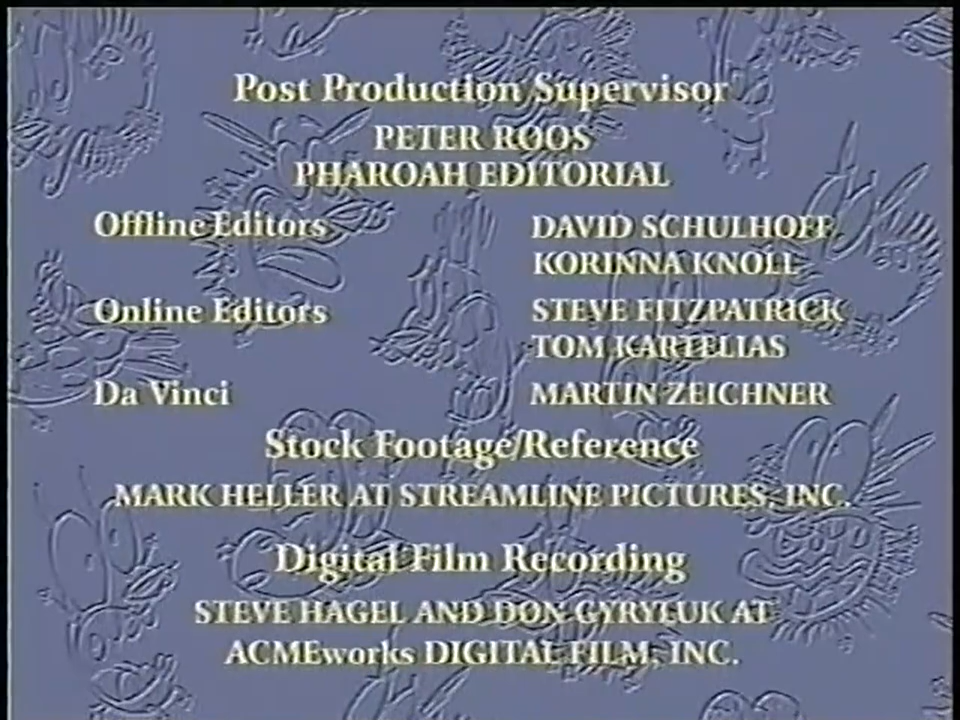 Post Production Supervisor
PETER ROOS
PHAROAH EDITORIAL
Offline Editors DAVID SCHULHOFF
KORINNA KNOLL
Online Editors STEVE FITZPATRICK
TOM KARTELIAS
Da Vinci MARTIN ZEICHNER
Stock Footage/Reference
MARK HELLER AT STREAMLINE PICTURES, INC.
Digital Film Recording
STEVE HAGEL AND DON GYRYLUK AT
ACMEworks DIGITAL FILM, INC.